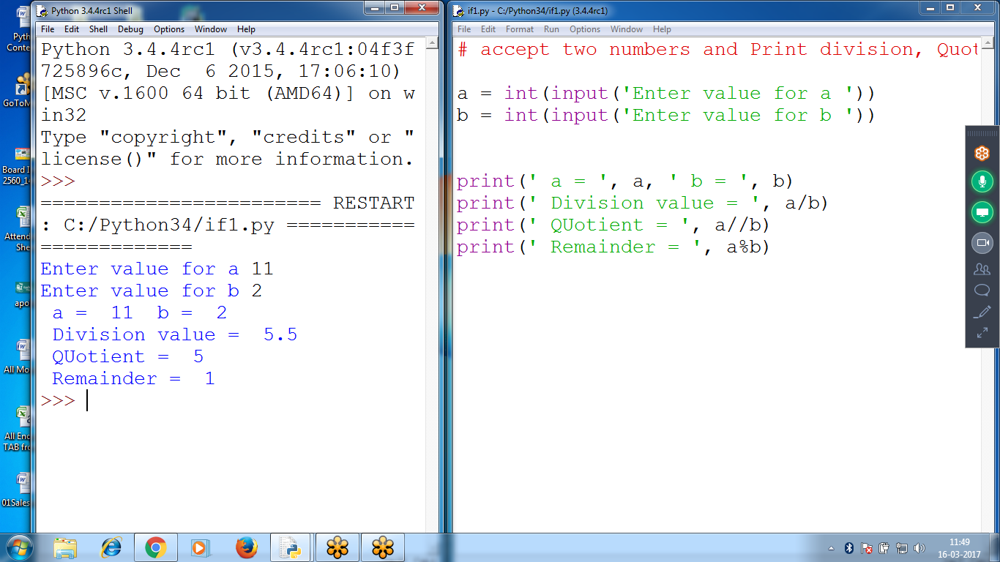 Python 3.4.4rc1 Shell
File Edit Shell Debug Options Window Help
Python 3.4.4rc1 (v3.4.4rc1:04f3f
725896c, Dec  6 2015, 17:06:10)
[MSC v.1600 64 bit (AMD64)] on w
in32
Type "copyright", "credits" or "
license()" for more information.
>>>
======================== RESTART
: C:/Python34/if1.py ===========
=============
Enter value for a 11
Enter value for b 2
 a =  11  b =  2
 Division value =  5.5
 QUotient =  5
 Remainder =  1
>>>
if1.py - C:/Python34/if1.py (3.4.4rc1)
File Edit Format Run Options Window Help
# accept two numbers and Print division, Quot
a = int(input('Enter value for a '))
b = int(input('Enter value for b '))
print(' a = ', a, ' b = ', b)
print(' Division value = ', a/b)
print(' QUotient = ', a//b)
print(' Remainder = ', a%b)
Pyth
Conte
GoToM
Board I
2560_14
Attend
She
apo
All Mo
All End
TAB fro
01Sales
11:49
16-03-2017